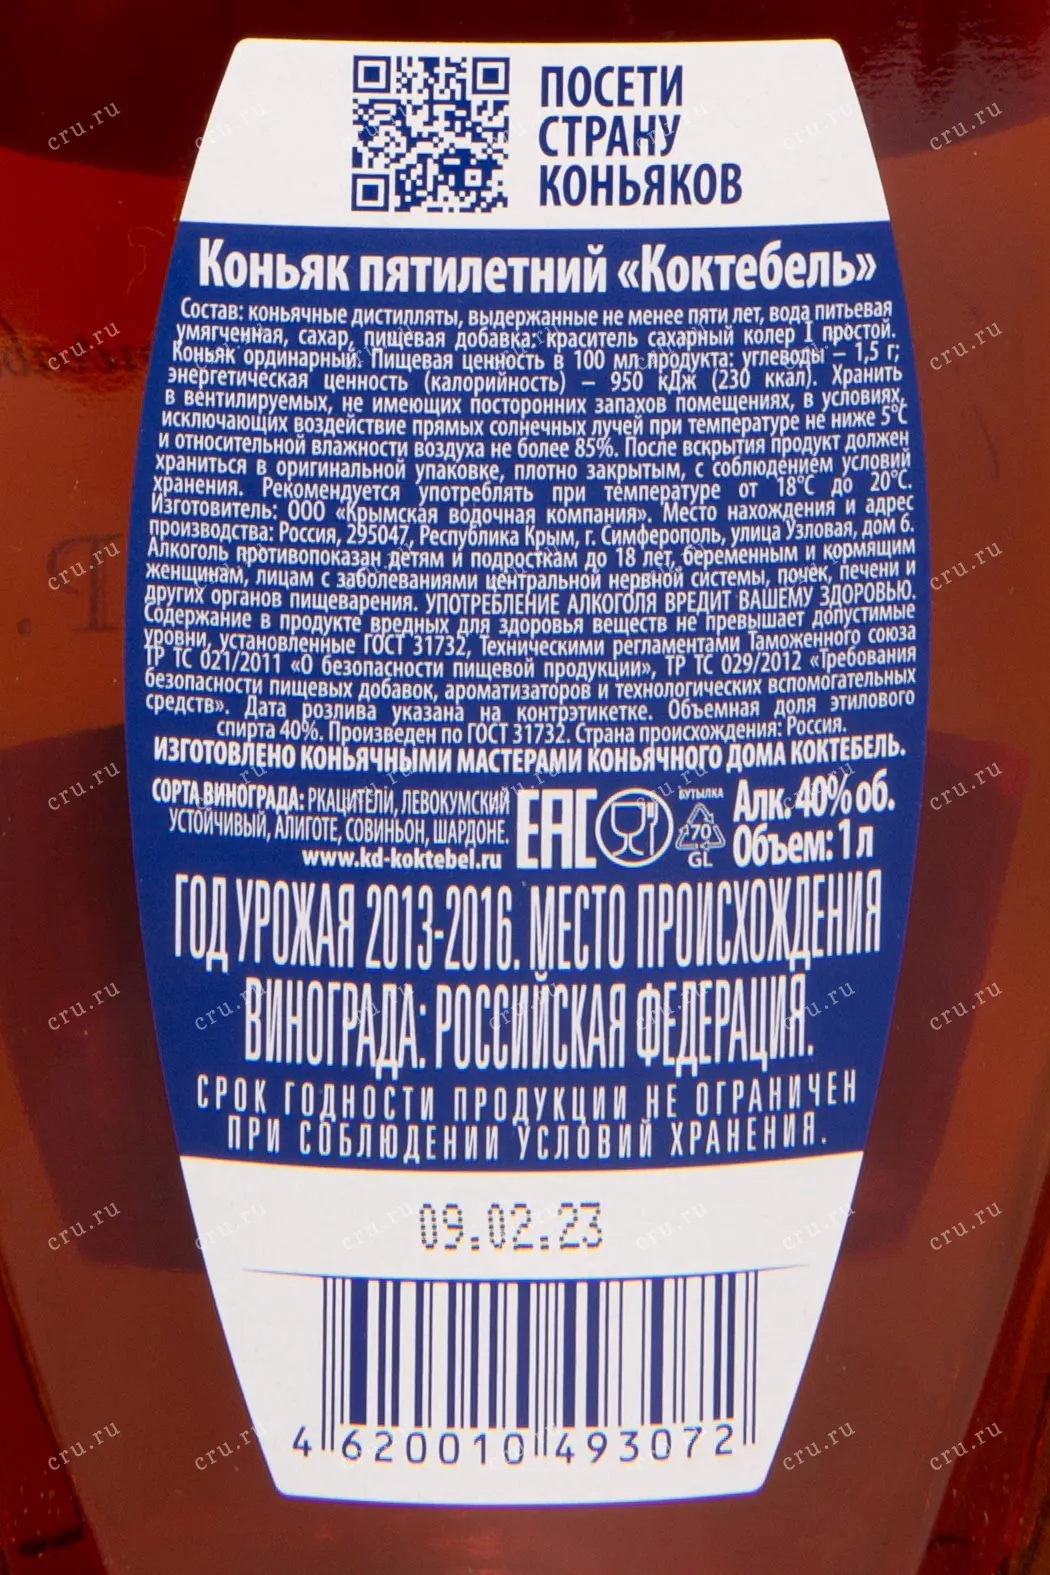 ПОСЕТИ
СТРАНУ
КОНЬЯКОВ
Коньяк пятилетний «Коктебель»
Состав: коньячные дистилляты, выдержанные не менее пяти лет, вода питьевая
умягченная, сахар, пищевая добавка: краситель сахарный колер I простой.
Коньяк ординарный. Пищевая ценность в 100 мл продукта: углеводы – 1,5 г;
энергетическая ценность (калорийность) – 950 кДж (230 ккал). Хранить
в вентилируемых, не имеющих посторонних запахов помещениях, в условиях,
исключающих воздействие прямых солнечных лучей при температуре не ниже 5°С
и относительной влажности воздуха не более 85%. После вскрытия продукт должен
храниться в оригинальной упаковке, плотно закрытым, с соблюдением условий
хранения. Рекомендуется употреблять при температуре от 18°С до 20°С.
Изготовитель: ООО «Крымская водочная компания». Место нахождения и адрес
производства: Россия, 295047, Республика Крым, г. Симферополь, улица Узловая, дом 6.
Алкоголь противопоказан детям и подросткам до 18 лет, беременным и кормящим
женщинам, лицам с заболеваниями центральной нервной системы, почек, печени и
других органов пищеварения. УПОТРЕБЛЕНИЕ АЛКОГОЛЯ ВРЕДИТ ВАШЕМУ ЗДОРОВЬЮ.
Содержание в продукте вредных для здоровья веществ не превышает допустимые
уровни, установленные ГОСТ 31732, Техническими регламентами Таможенного союза
ТР ТС 021/2011 «О безопасности пищевой продукции», ТР ТС 029/2012 «Требования
безопасности пищевых добавок, ароматизаторов и технологических вспомогательных
средств». Дата розлива указана на контрэтикетке. Объемная доля этилового
спирта 40%. Произведен по ГОСТ 31732. Страна происхождения: Россия.
ИЗГОТОВЛЕНО КОНЬЯЧНЫМИ МАСТЕРАМИ КОНЬЯЧНОГО ДОМА КОКТЕБЕЛЬ.
СОРТА ВИНОГРАДА: РКАЦИТЕЛИ, ЛЕВОКУМСКИЙ
УСТОЙЧИВЫЙ, АЛИГОТЕ, СОВИНЬОН, ШАРДОНЕ.
www.kd-koktebel.ru
EAC
БУТЫЛКА
70
GL
Алк. 40% об.
Объем: 1 л
ГОД УРОЖАЯ 2013-2016. МЕСТО ПРОИСХОЖДЕНИЯ
ВИНОГРАДА: РОССИЙСКАЯ ФЕДЕРАЦИЯ.
СРОК ГОДНОСТИ ПРОДУКЦИИ НЕ ОГРАНИЧЕН
ПРИ СОБЛЮДЕНИИ УСЛОВИЙ ХРАНЕНИЯ.
09.02.23
4 620010 493072
cru.ru